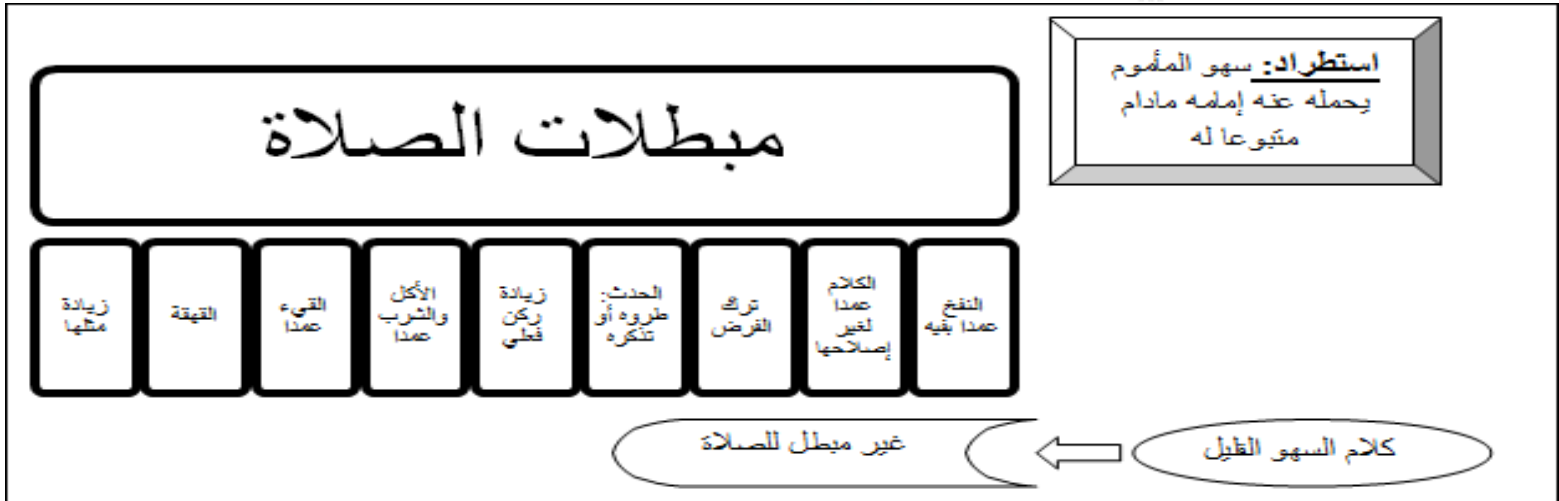 استطراد: سهو المأموم
يحمله عنه إمامه مادام
متبوعا له
مبطلات الصلاة
النفخ
عمدا بفيه
الكلام
عمدا
لغير
إصلاحها
ترك
الفرض
الحدث:
طروه أو
تذكره
زيادة
ركن
فعلي
الأكل
والشرب
عمدا
القيء
عمدا
القهقة
زيادة
مثلها
كلام السهو القليل
غير مبطل للصلاة